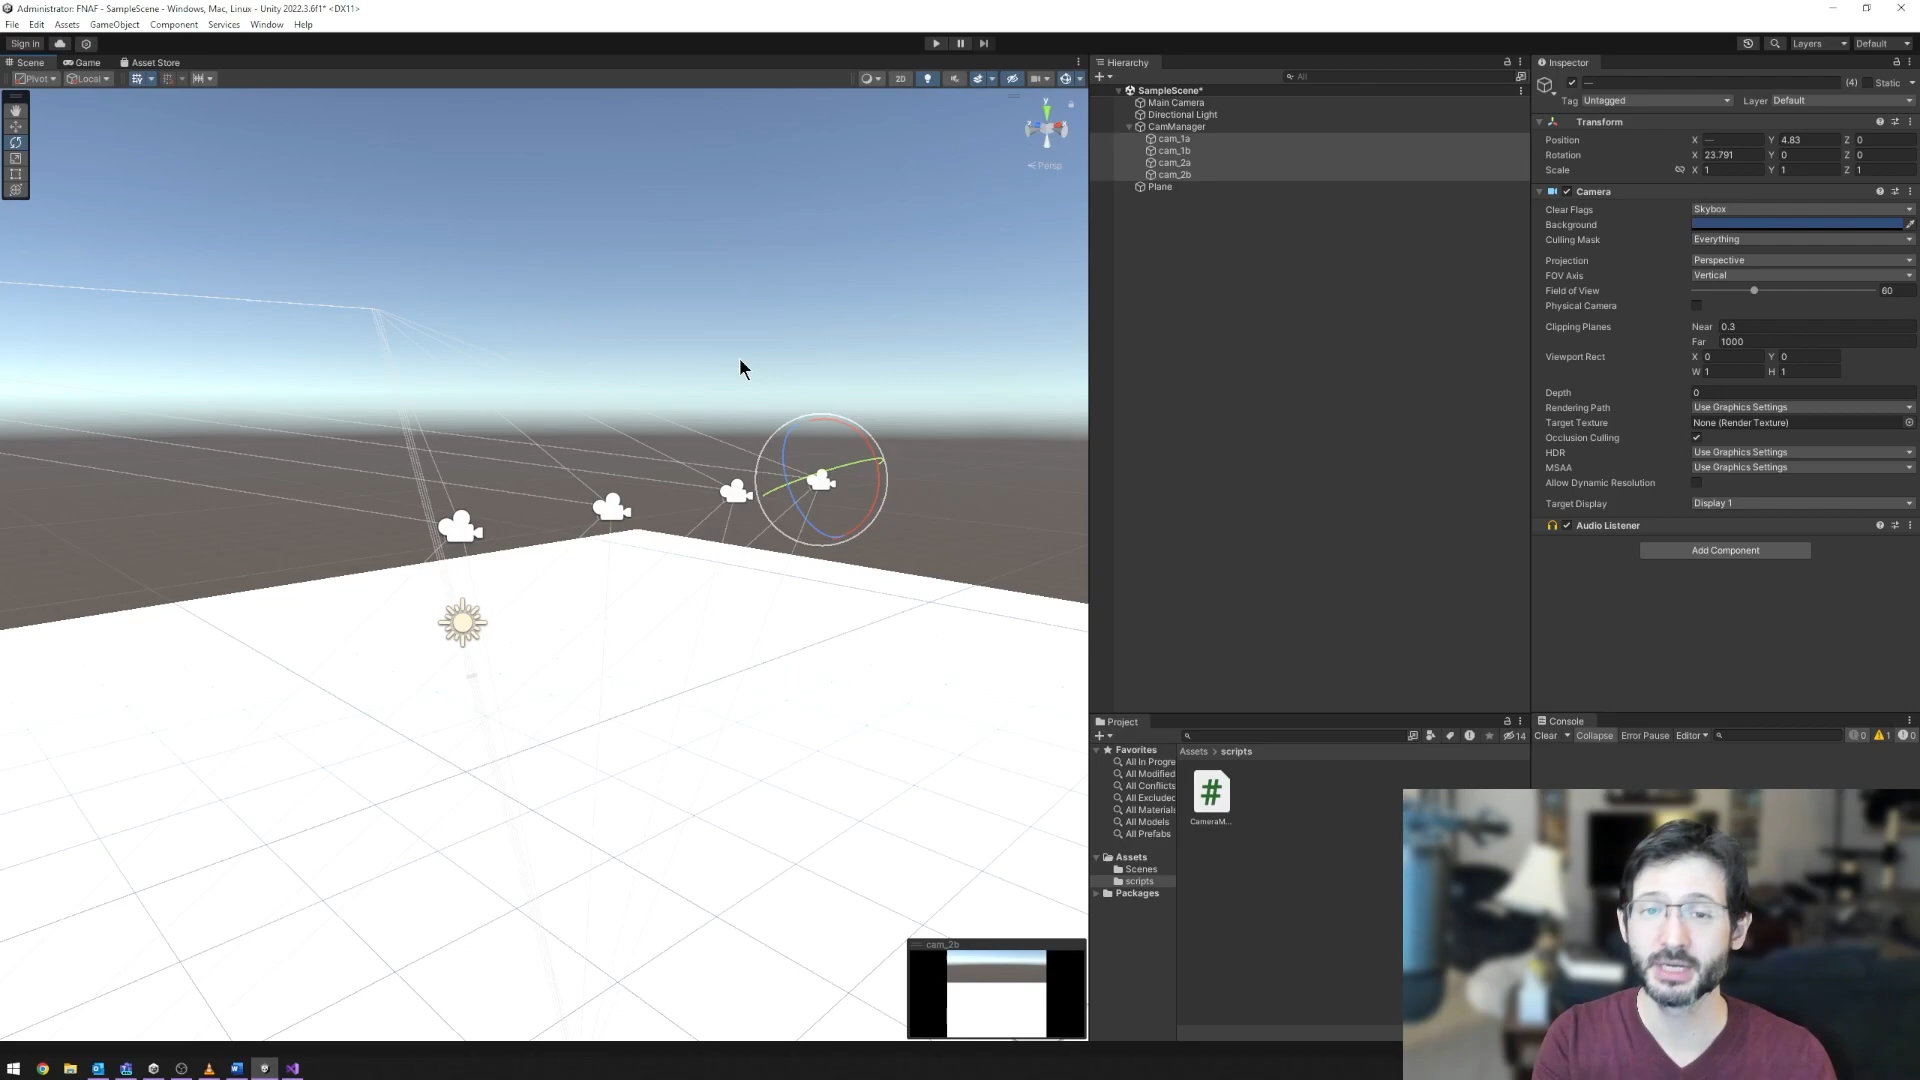 Administrator: FNAF - SampleScene - Windows, Mac, Linux - Unity 2022.3.6f1* <DX11>
File Edit Assets GameObject Component Services Window Help
Sign in
Layers Default
Scene Game Asset Store
Pivot Local
2D
y
x
z
Persp
cam_2b
Hierarchy
All
SampleScene*
Main Camera
Directional Light
CamManager
cam_1a
cam_1b
cam_2a
cam_2b
Plane
Inspector
— (4) Static
Tag Untagged Layer Default
Transform
Position X — Y 4.83 Z 0
Rotation X 23.791 Y 0 Z 0
Scale X 1 Y 1 Z 1
Camera
Clear Flags Skybox
Background
Culling Mask Everything
Projection Perspective
FOV Axis Vertical
Field of View 60
Physical Camera
Clipping Planes Near 0.3
Far 1000
Viewport Rect X 0 Y 0
W 1 H 1
Depth 0
Rendering Path Use Graphics Settings
Target Texture None (Render Texture)
Occlusion Culling
HDR Use Graphics Settings
MSAA Use Graphics Settings
Allow Dynamic Resolution
Target Display Display 1
Audio Listener
Add Component
Project
14
Favorites
All In Progre
All Modified
All Conflicts
All Excluded
All Materials
All Models
All Prefabs
Assets
Scenes
scripts
Packages
Assets > scripts
#
CameraM...
Console
Clear Collapse Error Pause Editor 0 1 0